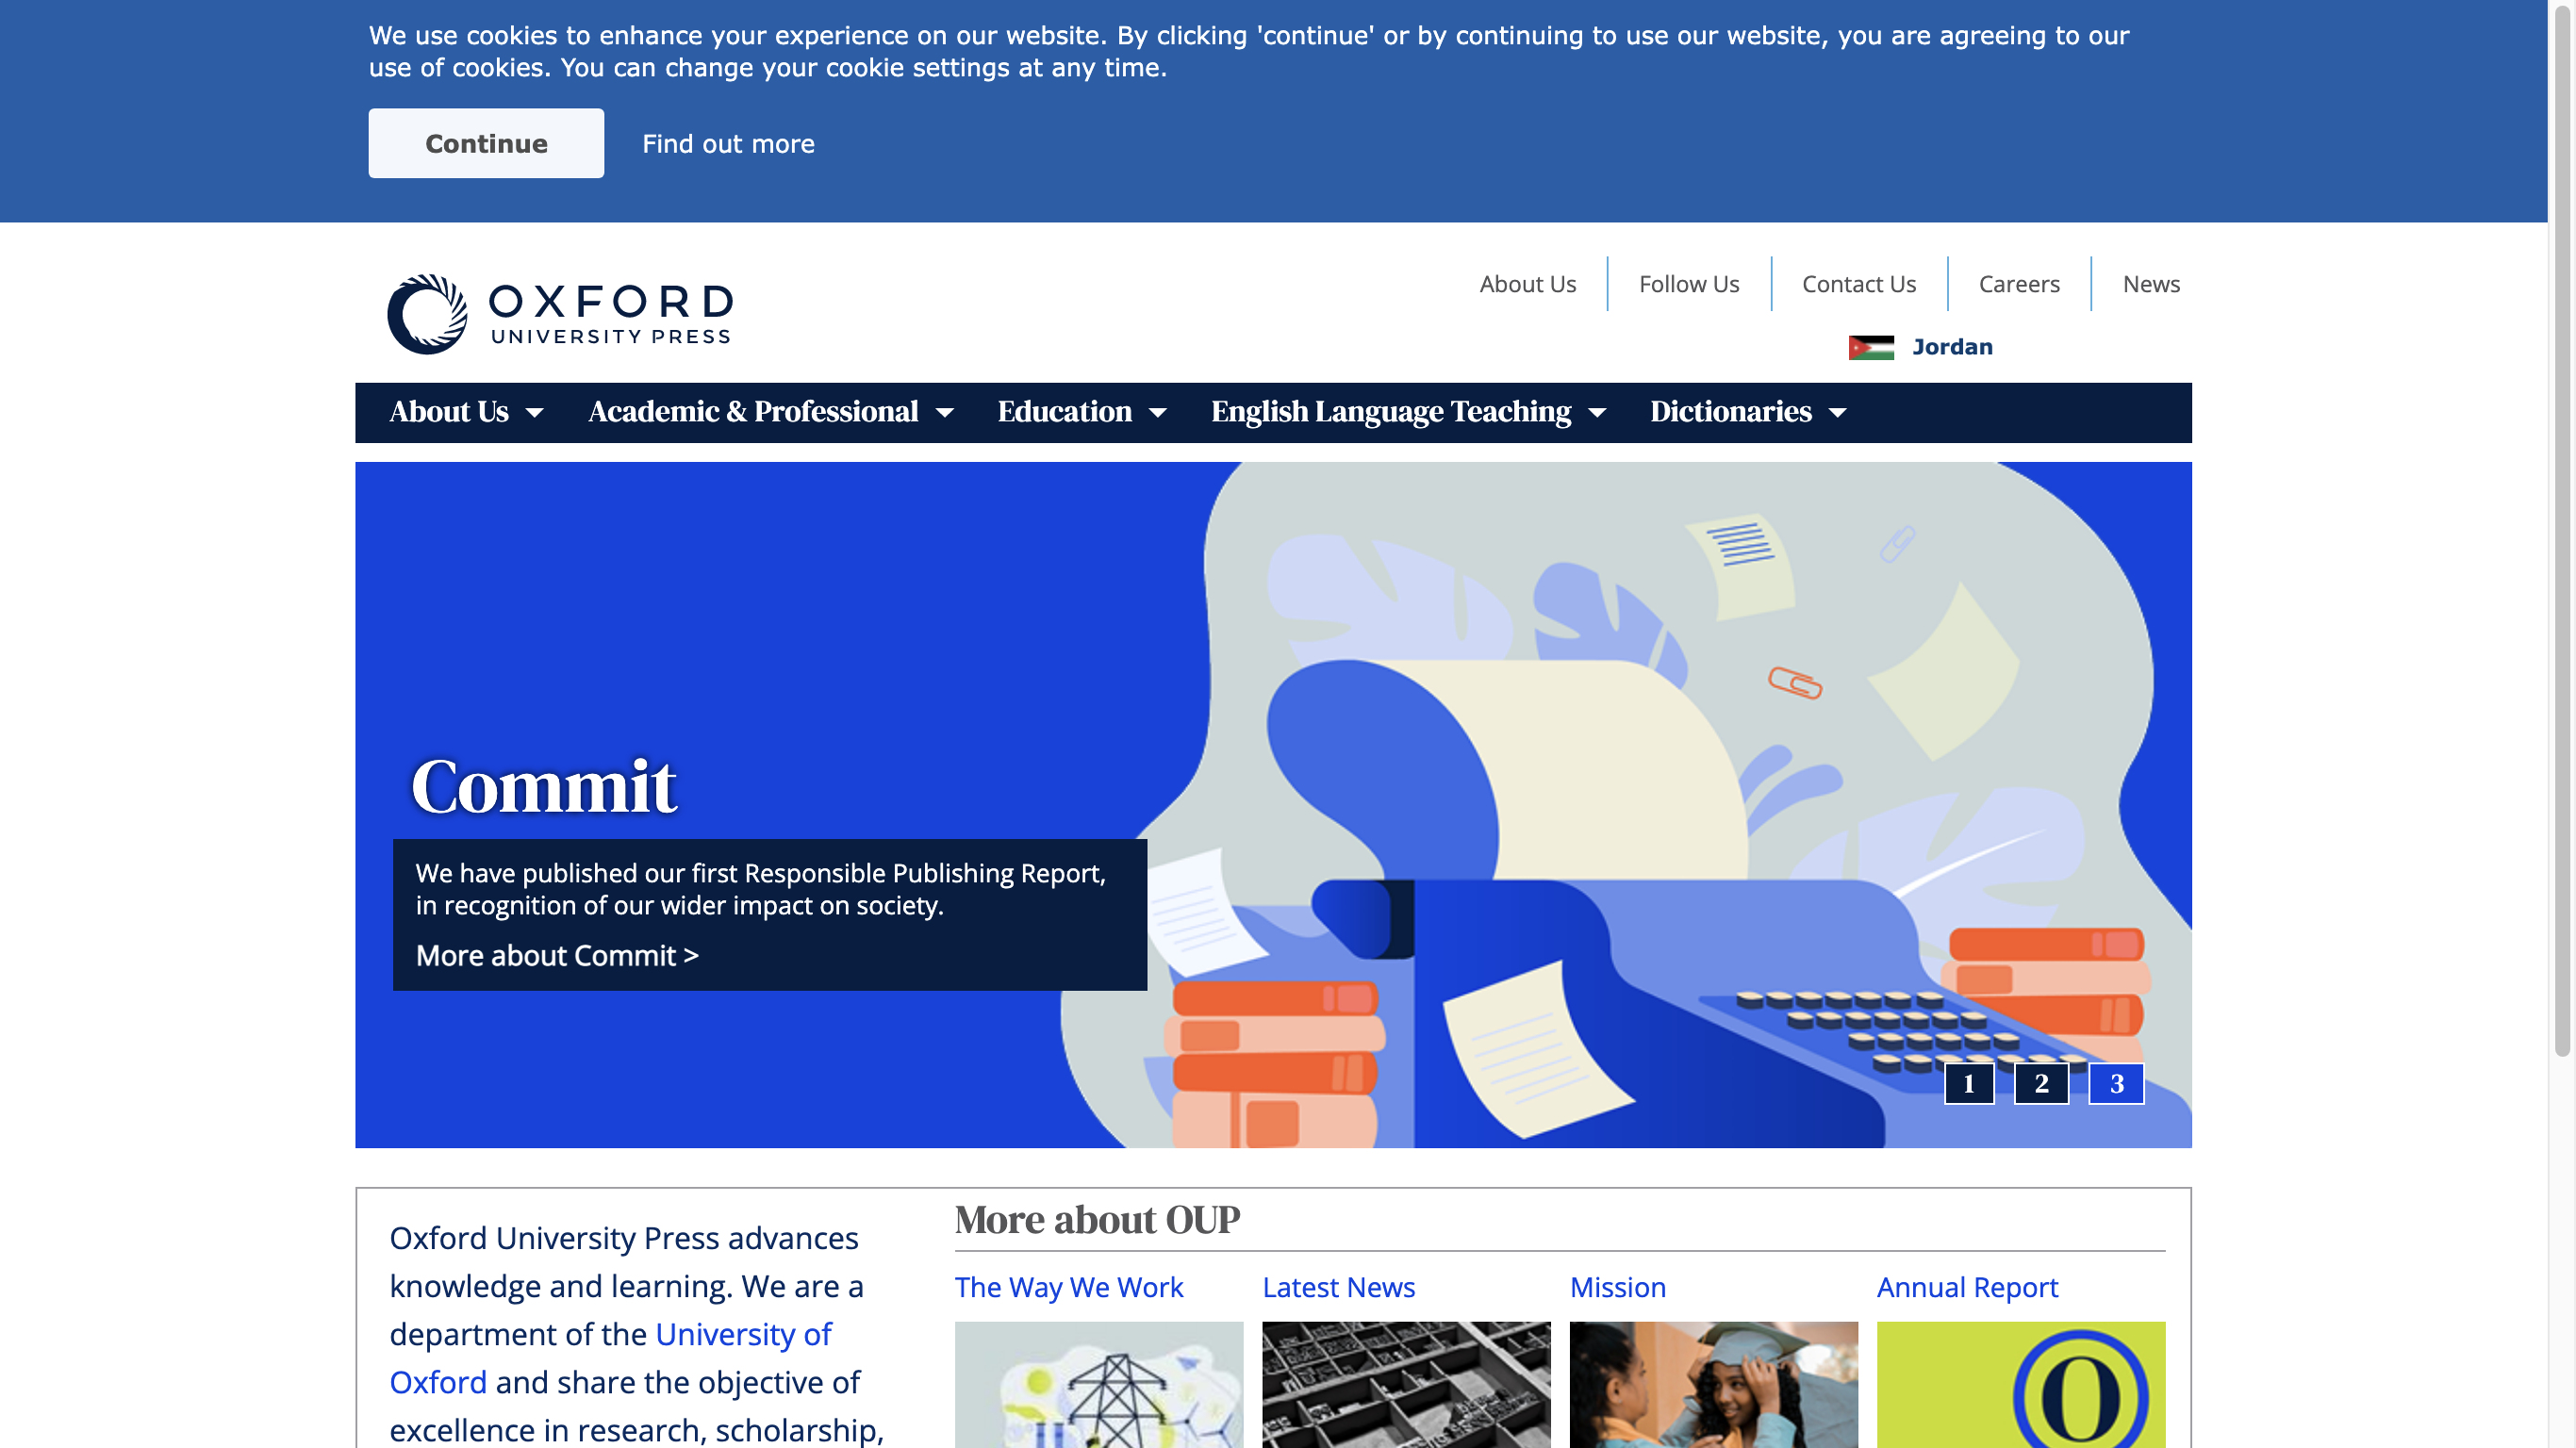 We use cookies to enhance your experience on our website. By clicking 'continue' or by continuing to use our website, you are agreeing to our
use of cookies. You can change your cookie settings at any time.
Continue
Find out more
OXFORD
UNIVERSITY PRESS
About Us
Follow Us
Contact Us
Careers
News
Jordan
About Us
Academic & Professional
Education
English Language Teaching
Dictionaries
Commit
We have published our first Responsible Publishing Report,
in recognition of our wider impact on society.
More about Commit >
1
2
3
Oxford University Press advances
knowledge and learning. We are a
department of the University of
Oxford and share the objective of
excellence in research, scholarship,
More about OUP
The Way We Work
Latest News
Mission
Annual Report
O